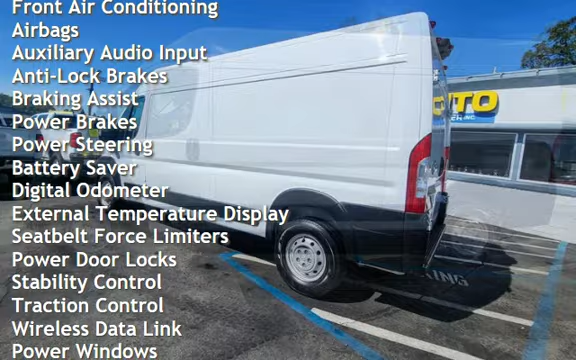 Front Air Conditioning
Airbags
Auxiliary Audio Input
Anti-Lock Brakes
Braking Assist
Power Brakes
Power Steering
Battery Saver
Digital Odometer
External Temperature Display
Seatbelt Force Limiters
Power Door Locks
Stability Control
Traction Control
Wireless Data Link
Power Windows